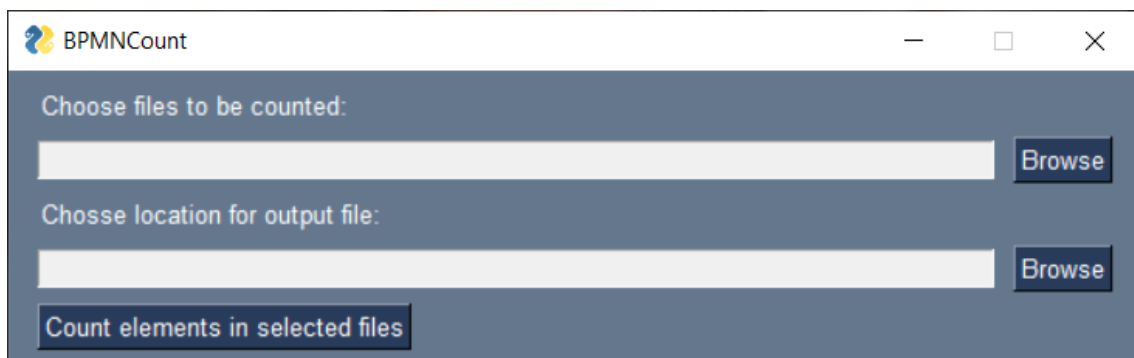 BPMNCount
Choose files to be counted:
Browse
Chosse location for output file:
Browse
Count elements in selected files